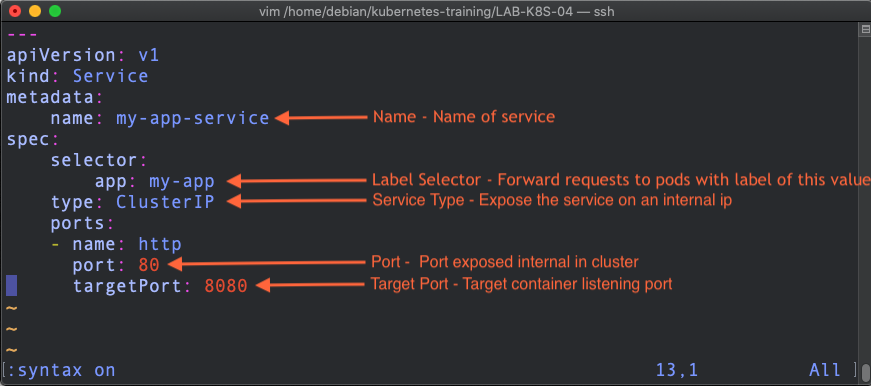 vim /home/debian/kubernetes-training/LAB-K8S-04 — ssh
---
apiVersion: v1
kind: Service
metadata:
    name: my-app-service Name - Name of service
spec:
    selector:
        app: my-app Label Selector - Forward requests to pods with label of this value
    type: ClusterIP Service Type - Expose the service on an internal ip
    ports:
    - name: http
      port: 80 Port -  Port exposed internal in cluster
      targetPort: 8080 Target Port - Target container listening port
~
~
~
:syntax on 13,1 All